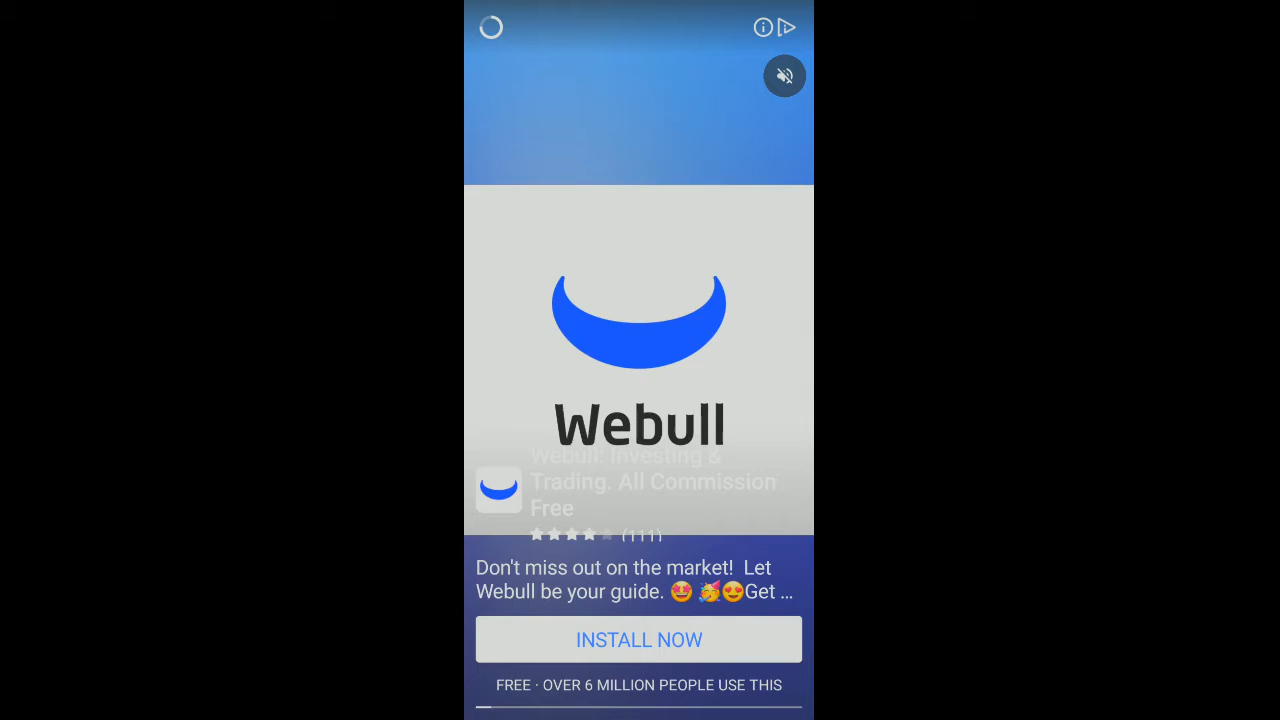 Webull
Webull: Investing &
Trading. All Commission
Free
(111)
Don't miss out on the market!  Let
Webull be your guide. 🤩 🥳😍Get ...
INSTALL NOW
FREE · OVER 6 MILLION PEOPLE USE THIS